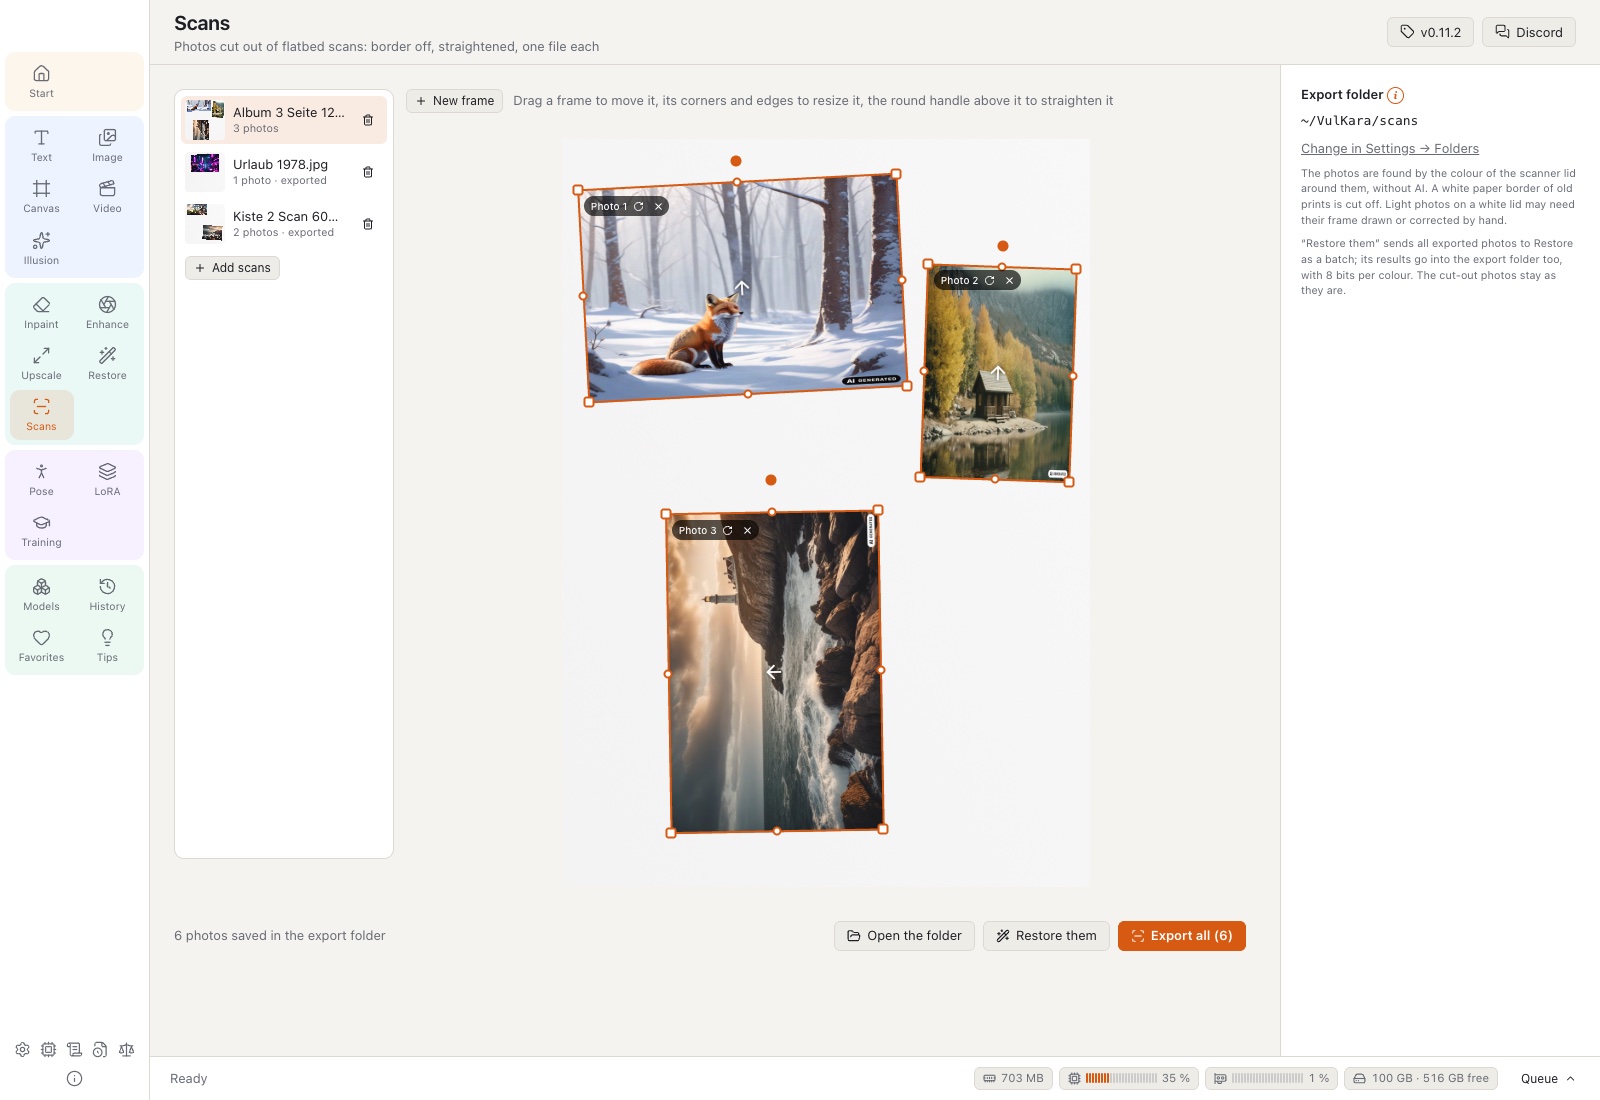 Scans
Photos cut out of flatbed scans: border off, straightened, one file each
v0.11.2
Discord
Start
Text
Image
Canvas
Video
Illusion
Inpaint
Enhance
Upscale
Restore
Scans
Pose
LoRA
Training
Models
History
Favorites
Tips
Album 3 Seite 12...
3 photos
Urlaub 1978.jpg
1 photo · exported
Kiste 2 Scan 60...
2 photos · exported
+ Add scans
+ New frame
Drag a frame to move it, its corners and edges to resize it, the round handle above it to straighten it
Photo 1
AI GENERATED
Photo 2
Photo 3
AI GENERATED
6 photos saved in the export folder
Open the folder
Restore them
Export all (6)
Export folder
~/VulKara/scans
Change in Settings → Folders
The photos are found by the colour of the scanner lid
around them, without AI. A white paper border of old
prints is cut off. Light photos on a white lid may need
their frame drawn or corrected by hand.
“Restore them” sends all exported photos to Restore
as a batch; its results go into the export folder too,
with 8 bits per colour. The cut-out photos stay as
they are.
Ready
703 MB
35 %
1 %
100 GB · 516 GB free
Queue